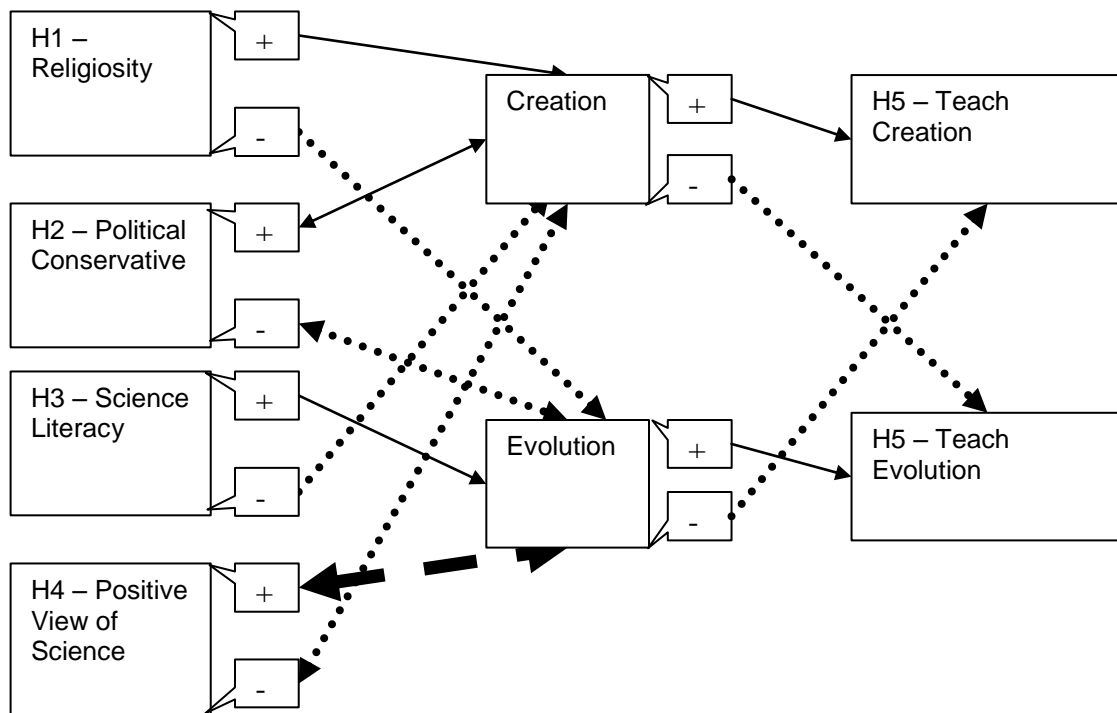 H1 –
Religiosity
+
-
H2 – Political
Conservative
+
-
H3 – Science
Literacy
+
-
H4 – Positive
View of
Science
+
-
Creation
+
-
Evolution
+
-
H5 – Teach
Creation
H5 – Teach
Evolution